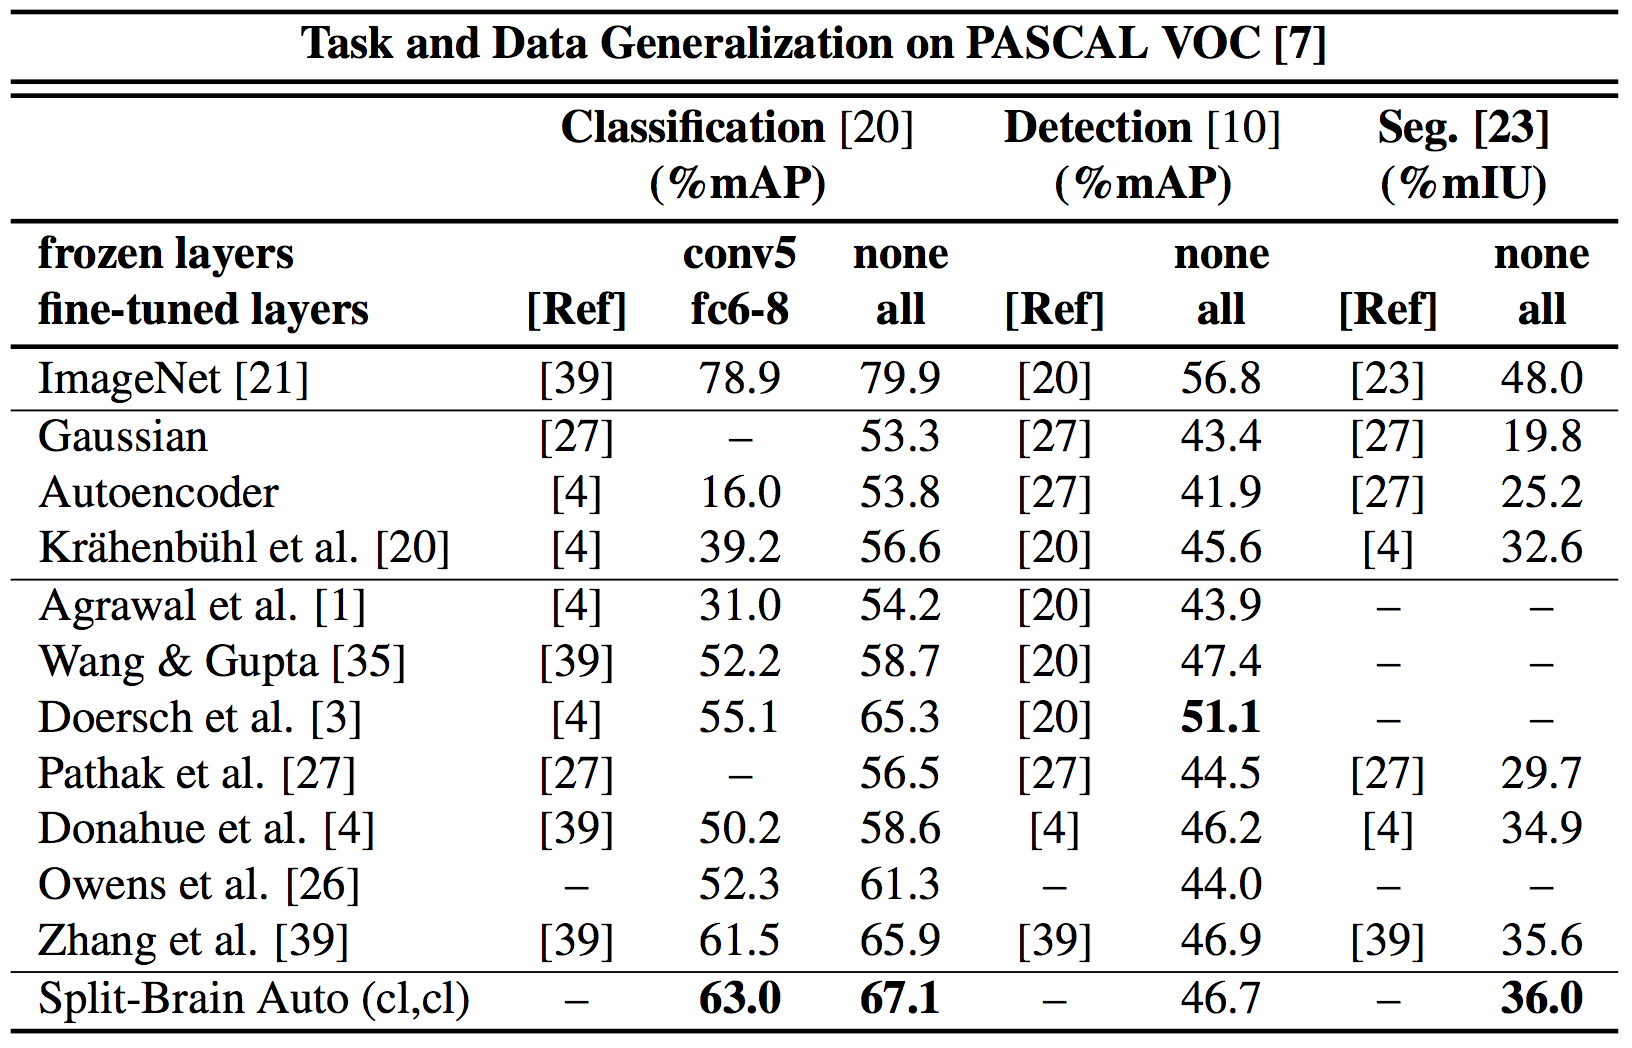 Task and Data Generalization on PASCAL VOC [7]
Classification [20] Detection [10] Seg. [23]
(%mAP) (%mAP) (%mIU)
frozen layers conv5 none none none
fine-tuned layers [Ref] fc6-8 all [Ref] all [Ref] all
ImageNet [21] [39] 78.9 79.9 [20] 56.8 [23] 48.0
Gaussian [27] – 53.3 [27] 43.4 [27] 19.8
Autoencoder [4] 16.0 53.8 [27] 41.9 [27] 25.2
Krähenbühl et al. [20] [4] 39.2 56.6 [20] 45.6 [4] 32.6
Agrawal et al. [1] [4] 31.0 54.2 [20] 43.9 – –
Wang & Gupta [35] [39] 52.2 58.7 [20] 47.4 – –
Doersch et al. [3] [4] 55.1 65.3 [20] 51.1 – –
Pathak et al. [27] [27] – 56.5 [27] 44.5 [27] 29.7
Donahue et al. [4] [39] 50.2 58.6 [4] 46.2 [4] 34.9
Owens et al. [26] – 52.3 61.3 – 44.0 – –
Zhang et al. [39] [39] 61.5 65.9 [39] 46.9 [39] 35.6
Split-Brain Auto (cl,cl) – 63.0 67.1 – 46.7 – 36.0